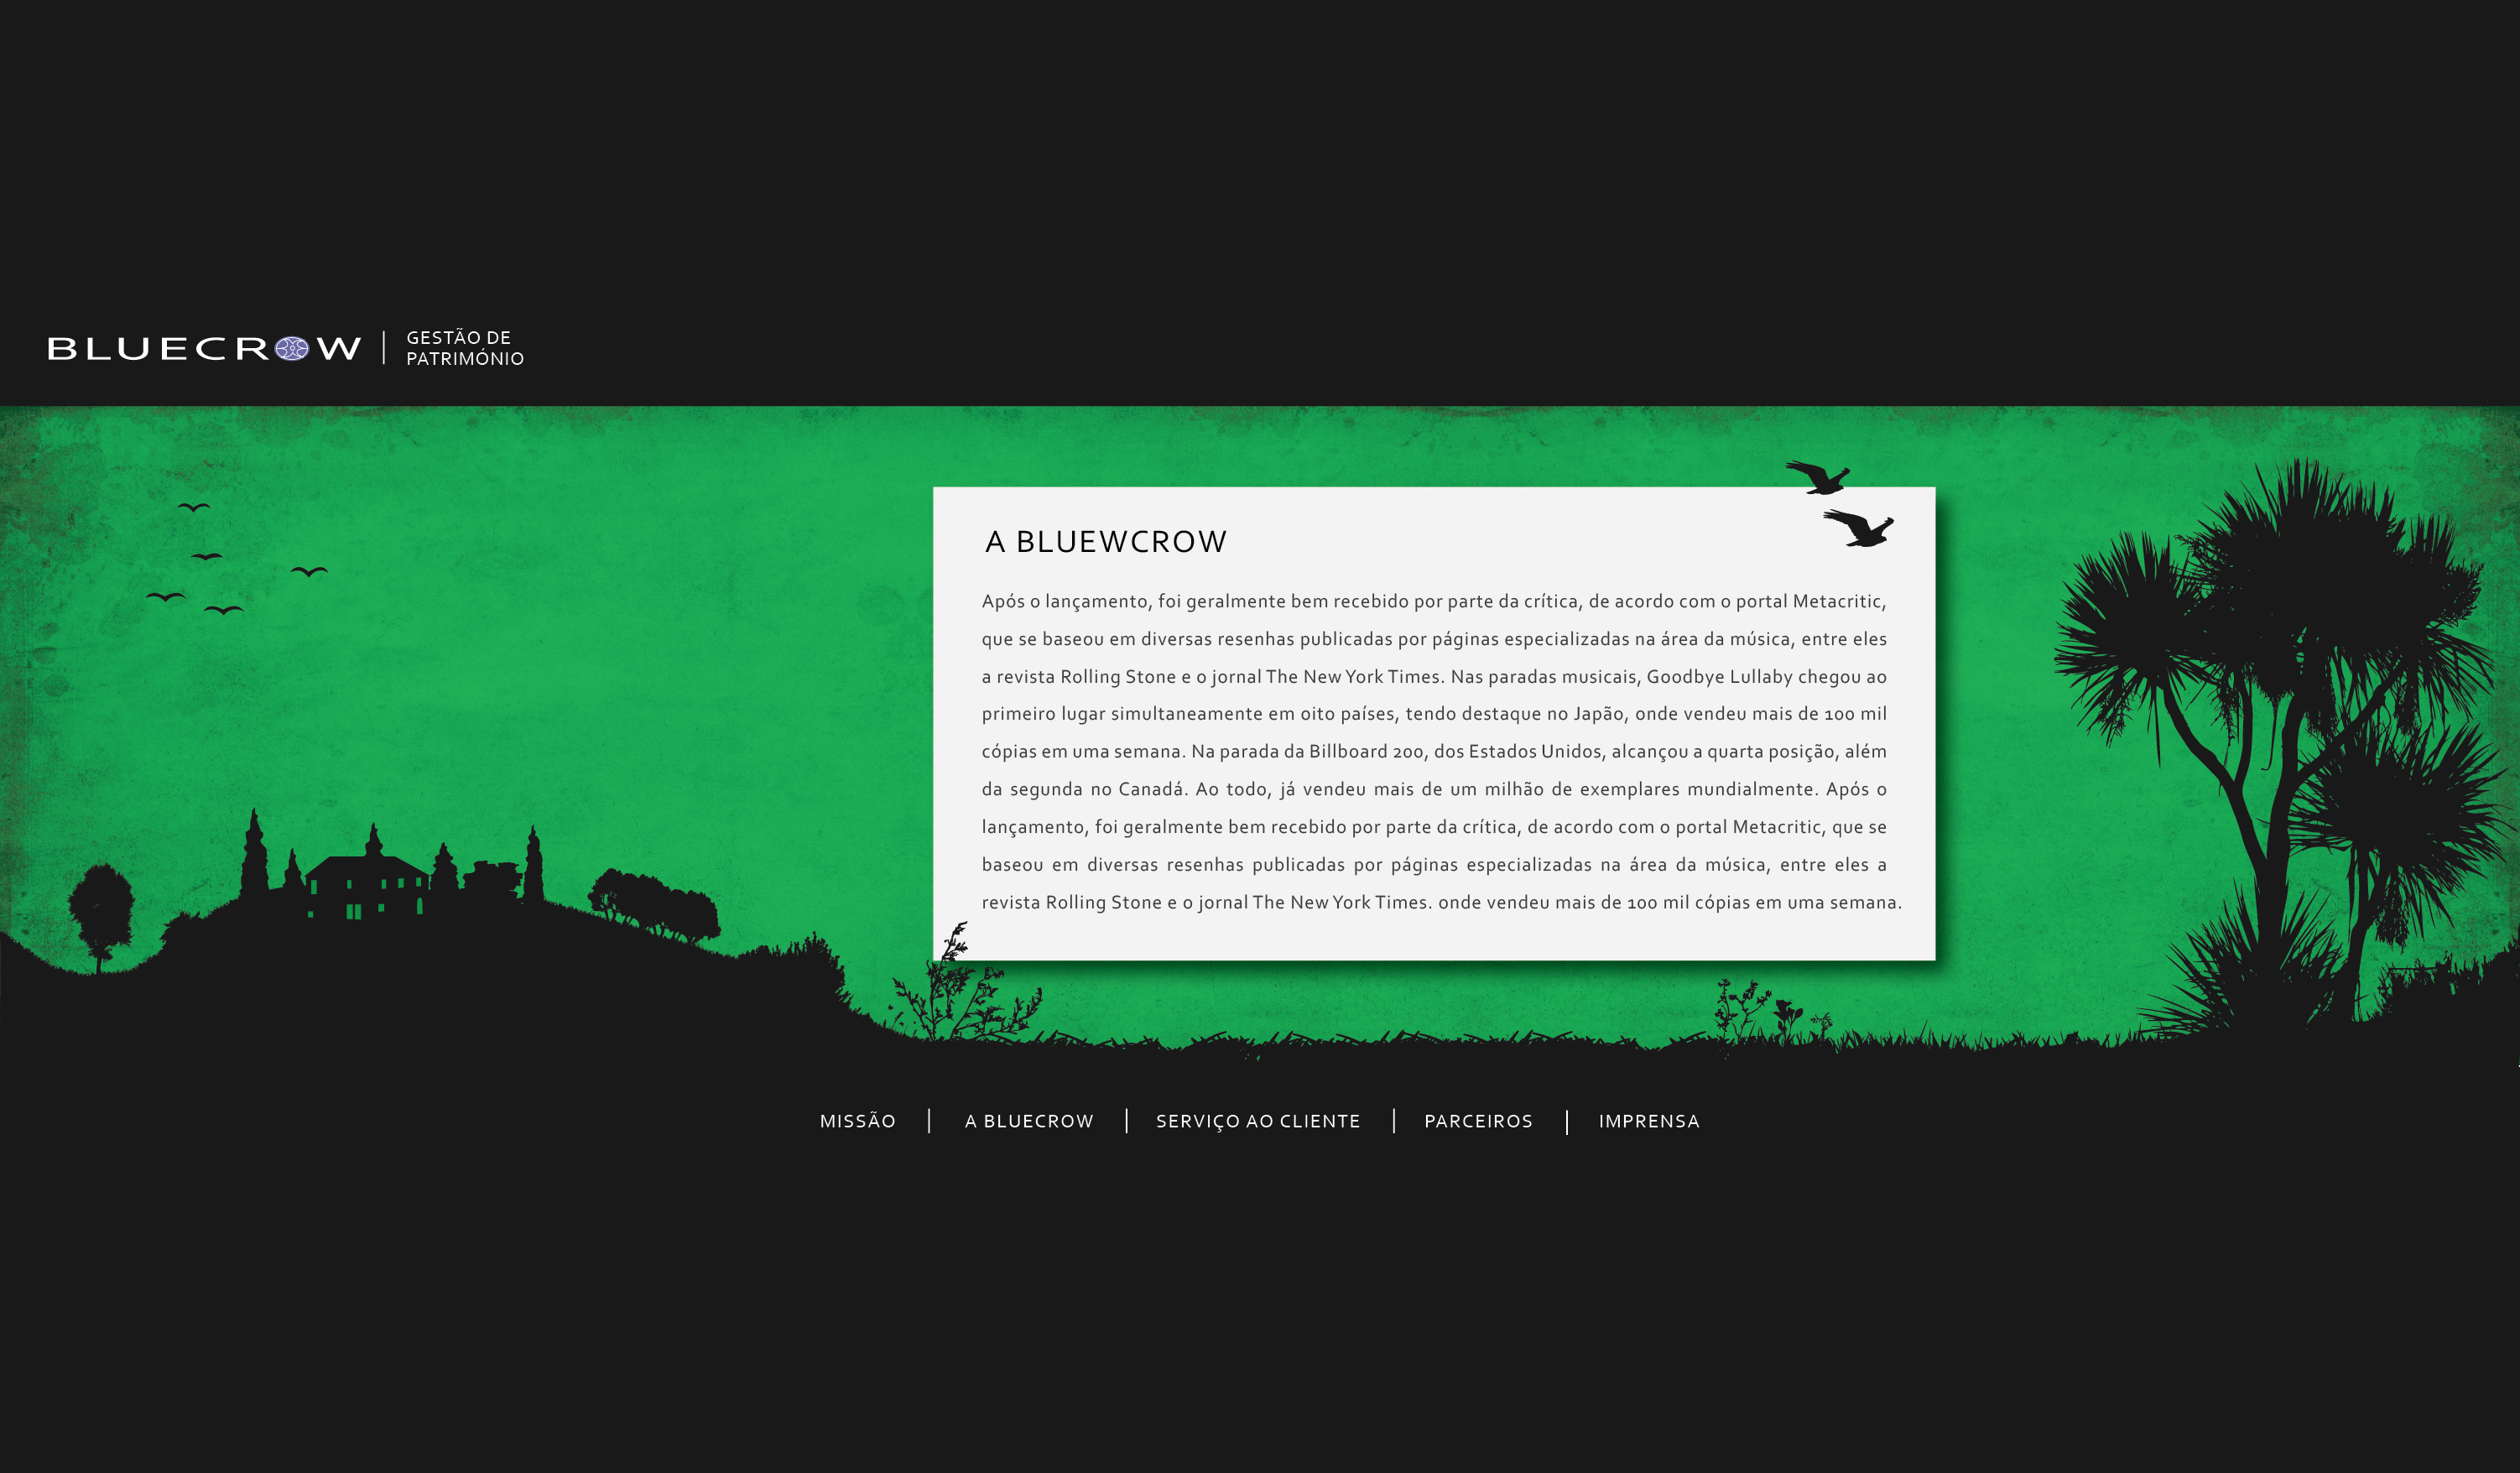 BLUECROW
GESTÃO DE
PATRIMÓNIO
A BLUEWCROW
Após o lançamento, foi geralmente bem recebido por parte da crítica, de acordo com o portal Metacritic,
que se baseou em diversas resenhas publicadas por páginas especializadas na área da música, entre eles
a revista Rolling Stone e o jornal The New York Times. Nas paradas musicais, Goodbye Lullaby chegou ao
primeiro lugar simultaneamente em oito países, tendo destaque no Japão, onde vendeu mais de 100 mil
cópias em uma semana. Na parada da Billboard 200, dos Estados Unidos, alcançou a quarta posição, além
da segunda no Canadá. Ao todo, já vendeu mais de um milhão de exemplares mundialmente. Após o
lançamento, foi geralmente bem recebido por parte da crítica, de acordo com o portal Metacritic, que se
baseou em diversas resenhas publicadas por páginas especializadas na área da música, entre eles a
revista Rolling Stone e o jornal The New York Times. onde vendeu mais de 100 mil cópias em uma semana.
MISSÃO | A BLUECROW | SERVIÇO AO CLIENTE | PARCEIROS | IMPRENSA